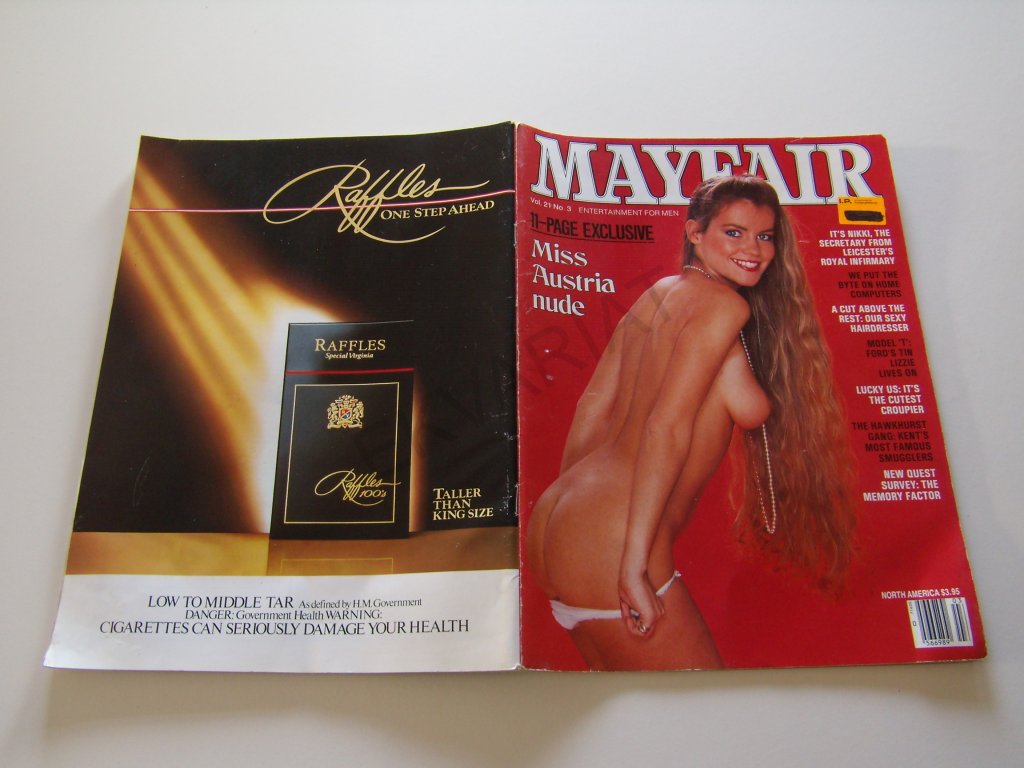 Raffles
ONE STEP AHEAD
RAFFLES
Special Virginia
Raffles
100's
TALLER
THAN
KING SIZE
LOW TO MIDDLE TAR As defined by H.M. Government
DANGER: Government Health WARNING:
CIGARETTES CAN SERIOUSLY DAMAGE YOUR HEALTH
MAYFAIR
Vol. 21 No. 3 ENTERTAINMENT FOR MEN
I.P.
11-PAGE EXCLUSIVE
Miss
Austria
nude
IT'S NIKKI, THE
SECRETARY FROM
LEICESTER'S
ROYAL INFIRMARY
WE PUT THE
BYTE ON HOME
COMPUTERS
A CUT ABOVE THE
REST: OUR SEXY
HAIRDRESSER
MODEL 'T':
FORD'S TIN
LIZZIE
LIVES ON
LUCKY US: IT'S
THE CUTEST
CROUPIER
THE HAWKHURST
GANG: KENT'S
MOST FAMOUS
SMUGGLERS
NEW QUEST
SURVEY: THE
MEMORY FACTOR
NORTH AMERICA $3.95